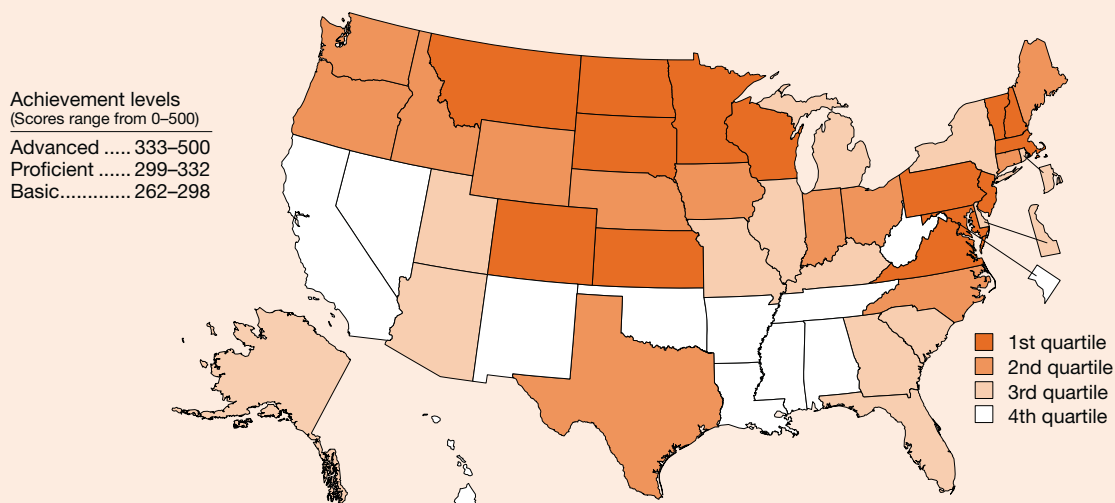 Achievement levels
(Scores range from 0–500)
Advanced ..... 333–500
Proficient ...... 299–332
Basic............. 262–298
1st quartile
2nd quartile
3rd quartile
4th quartile